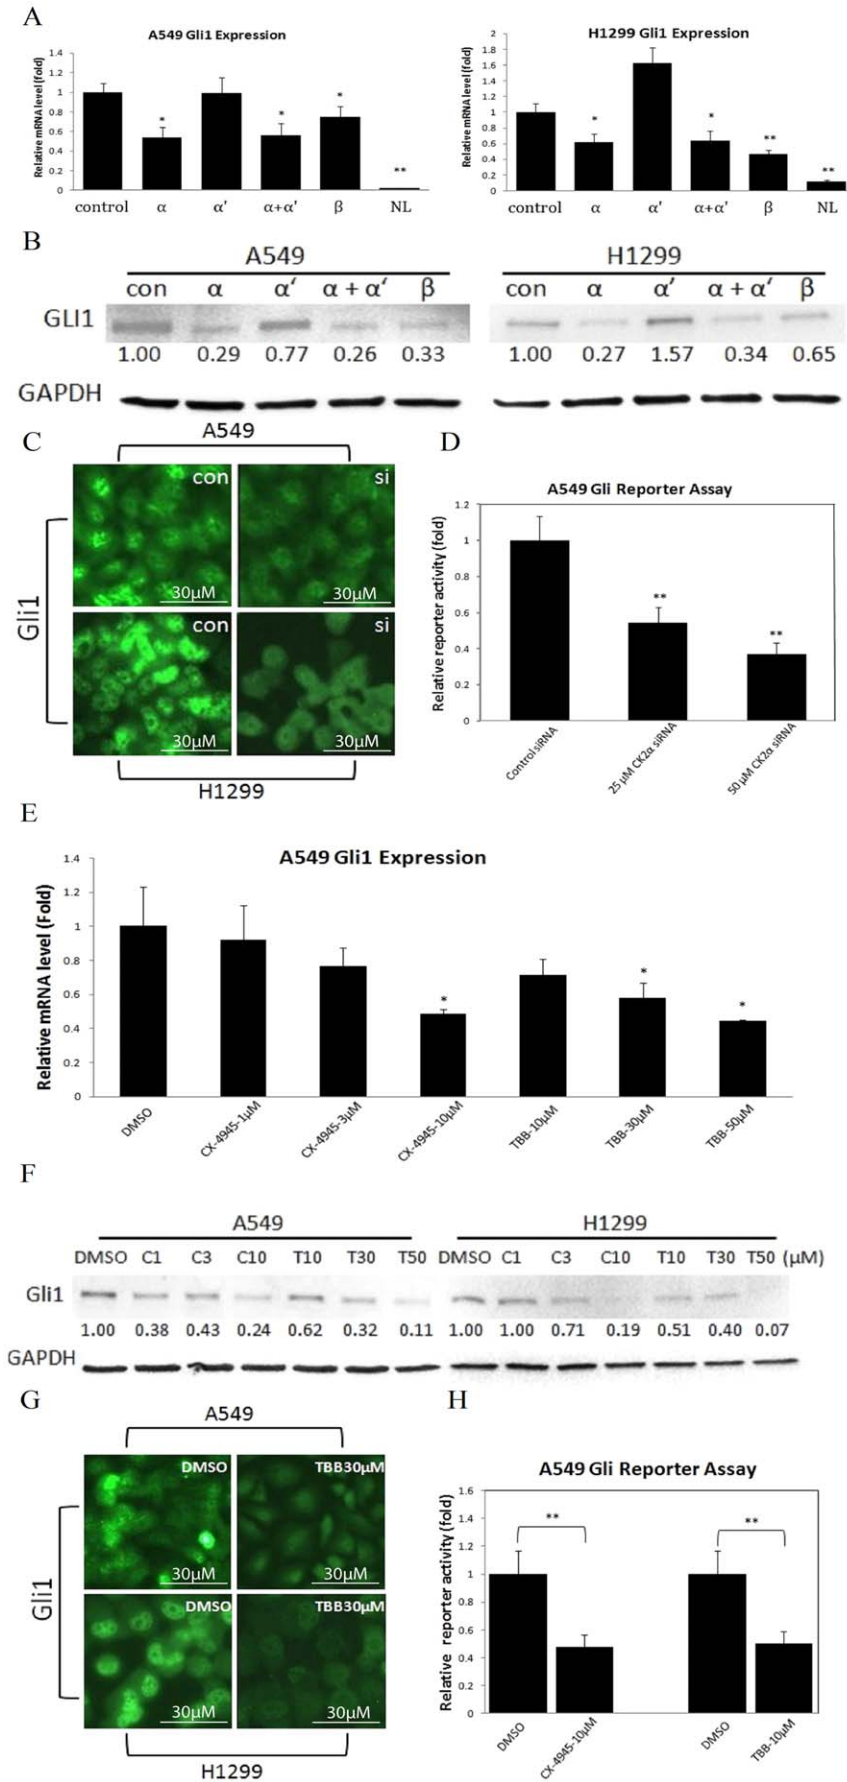 A
A549 Gli1 Expression
Relative mRNA level (fold)
1.4
1.2
1
0.8
0.6
0.4
0.2
0
* * * **
control α α' α+α' β NL
H1299 Gli1 Expression
Relative mRNA level (fold)
2
1.8
1.6
1.4
1.2
1
0.8
0.6
0.4
0.2
0
* * ** **
control α α' α+α' β NL
B
A549 H1299
con α α' α + α' β con α α' α + α' β
GLI1
1.00 0.29 0.77 0.26 0.33 1.00 0.27 1.57 0.34 0.65
GAPDH
C
A549
Gli1
con si
30μM 30μM
con si
30μM 30μM
H1299
D
A549 Gli Reporter Assay
Relative reporter activity (fold)
1.2
1
0.8
0.6
0.4
0.2
0
** **
Control siRNA 25 μM CK2α siRNA 50 μM CK2α siRNA
E
A549 Gli1 Expression
Relative mRNA level (Fold)
1.4
1.2
1
0.8
0.6
0.4
0.2
0
* * *
DMSO CX-4945-1μM CX-4945-3μM CX-4945-10μM TBB-10μM TBB-30μM TBB-50μM
F
A549 H1299
DMSO C1 C3 C10 T10 T30 T50 DMSO C1 C3 C10 T10 T30 T50 (μM)
Gli1
1.00 0.38 0.43 0.24 0.62 0.32 0.11 1.00 1.00 0.71 0.19 0.51 0.40 0.07
GAPDH
G
A549
Gli1
DMSO TBB30μM
30μM 30μM
DMSO TBB30μM
30μM 30μM
H1299
H
A549 Gli Reporter Assay
Relative reporter activity (fold)
1.6
1.4
1.2
1
0.8
0.6
0.4
0.2
0
** **
DMSO CX-4945-10μM DMSO TBB-10μM